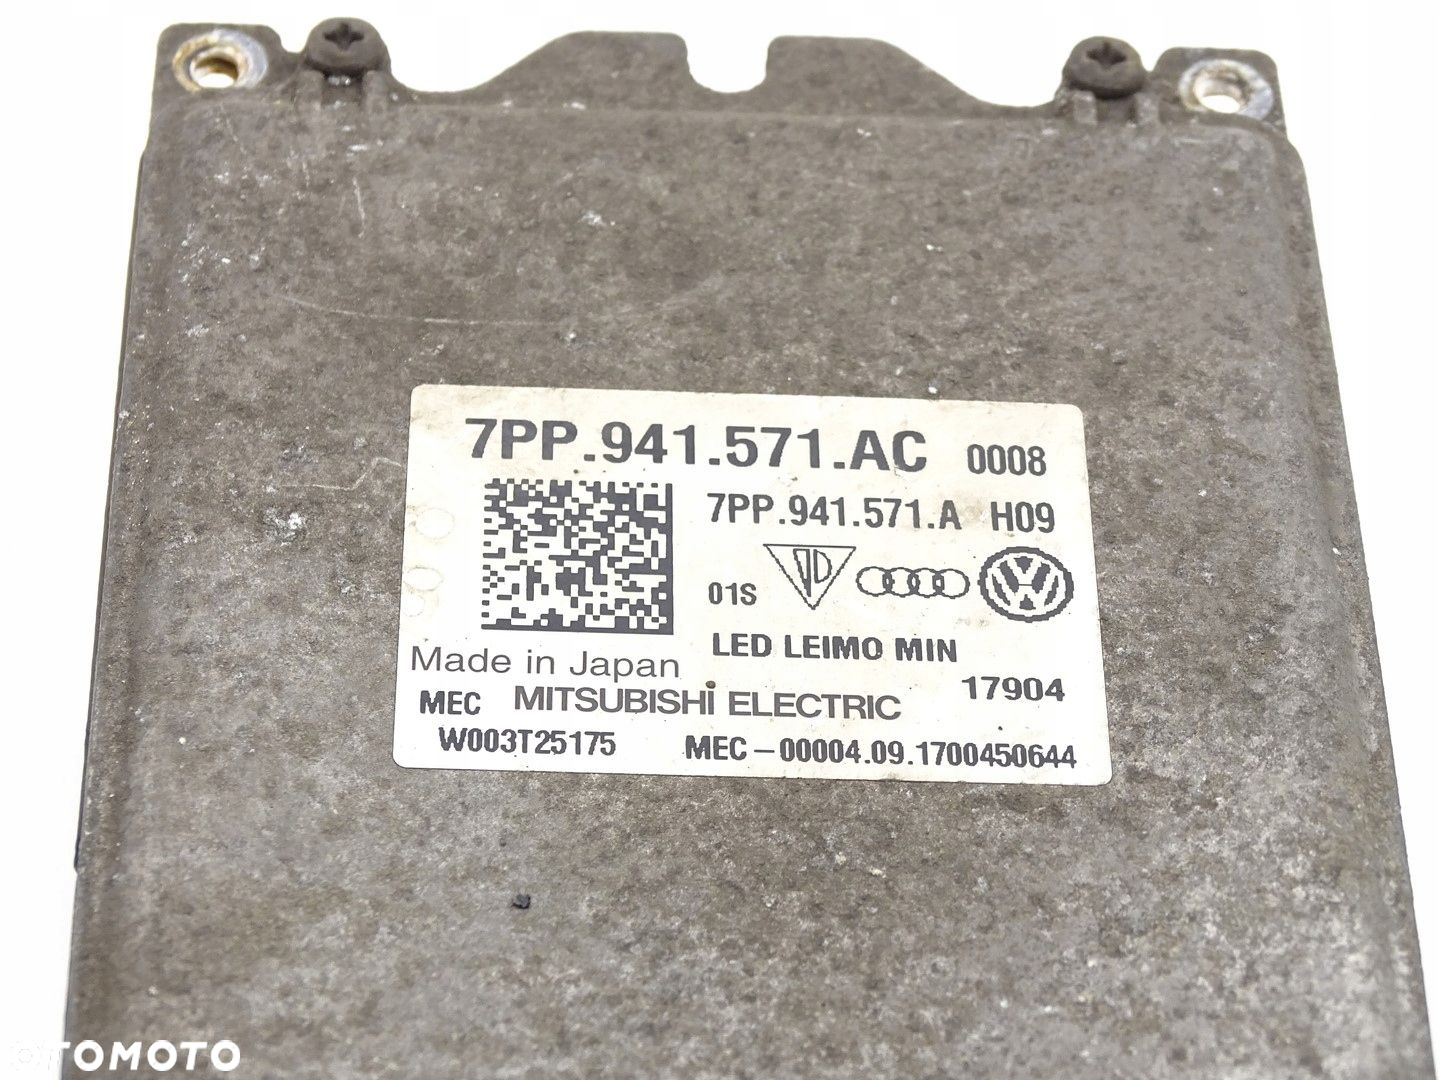 7PP.941.571.AC 0008
7PP.941.571.A H09
01S
LED LEIMO MIN
Made in Japan
17904
MEC MITSUBISHI ELECTRIC
W003T25175 MEC-00004.09.1700450644
OTOMOTO